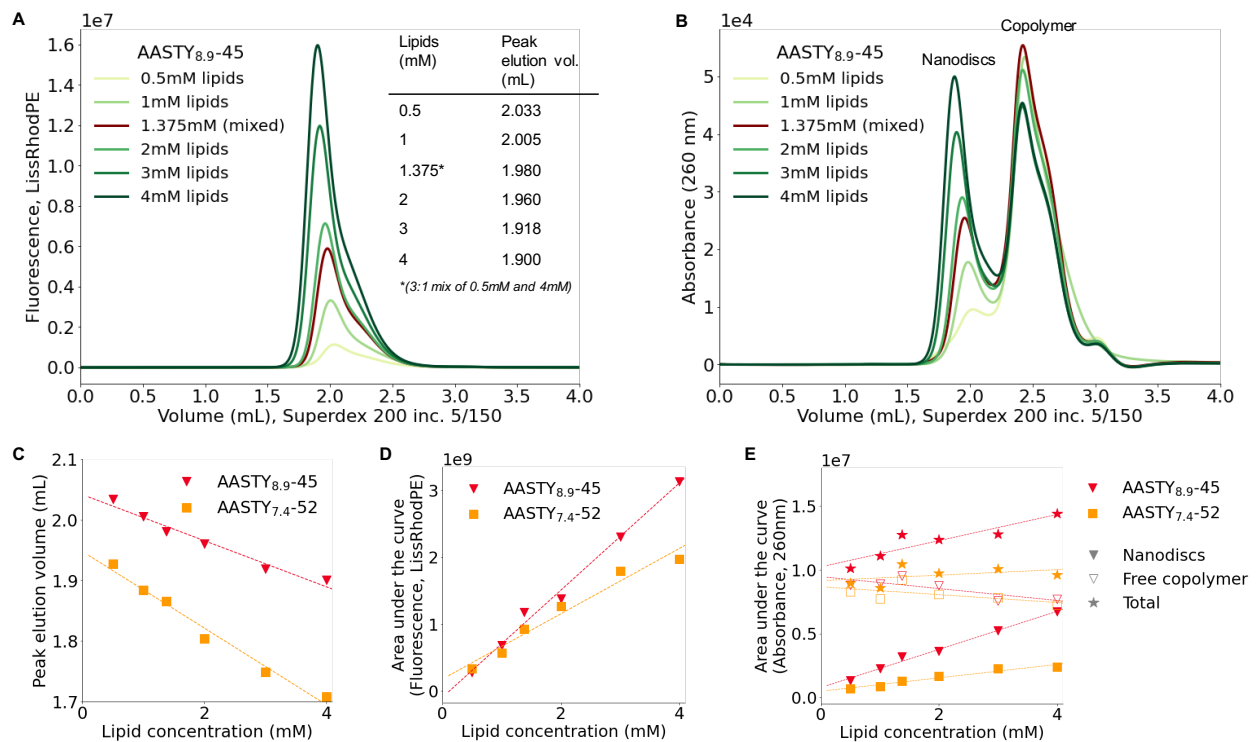 A
1e7
Fluorescence, LissRhodPE
1.6
1.4
1.2
1.0
0.8
0.6
0.4
0.2
0.0
AASTY8.9-45
0.5mM lipids
1mM lipids
1.375mM (mixed)
2mM lipids
3mM lipids
4mM lipids
Lipids (mM) Peak elution vol. (mL)
0.5 2.033
1 2.005
1.375* 1.980
2 1.960
3 1.918
4 1.900
*(3:1 mix of 0.5mM and 4mM)
0.0 0.5 1.0 1.5 2.0 2.5 3.0 3.5 4.0
Volume (mL), Superdex 200 inc. 5/150
B
1e4
Absorbance (260 nm)
5
4
3
2
1
0
AASTY8.9-45
0.5mM lipids
1mM lipids
1.375mM (mixed)
2mM lipids
3mM lipids
4mM lipids
Nanodiscs
Copolymer
0.0 0.5 1.0 1.5 2.0 2.5 3.0 3.5 4.0
Volume (mL), Superdex 200 inc. 5/150
C
Peak elution volume (mL)
2.1
2.0
1.9
1.8
1.7
AASTY8.9-45
AASTY7.4-52
0 2 4
Lipid concentration (mM)
D
1e9
Area under the curve
(Fluorescence, LissRhodPE)
3
2
1
0
AASTY8.9-45
AASTY7.4-52
0 2 4
Lipid concentration (mM)
E
1e7
Area under the curve
(Absorbance, 260nm)
1.5
1.0
0.5
0.0
0 2 4
Lipid concentration (mM)
AASTY8.9-45
AASTY7.4-52
Nanodiscs
Free copolymer
Total